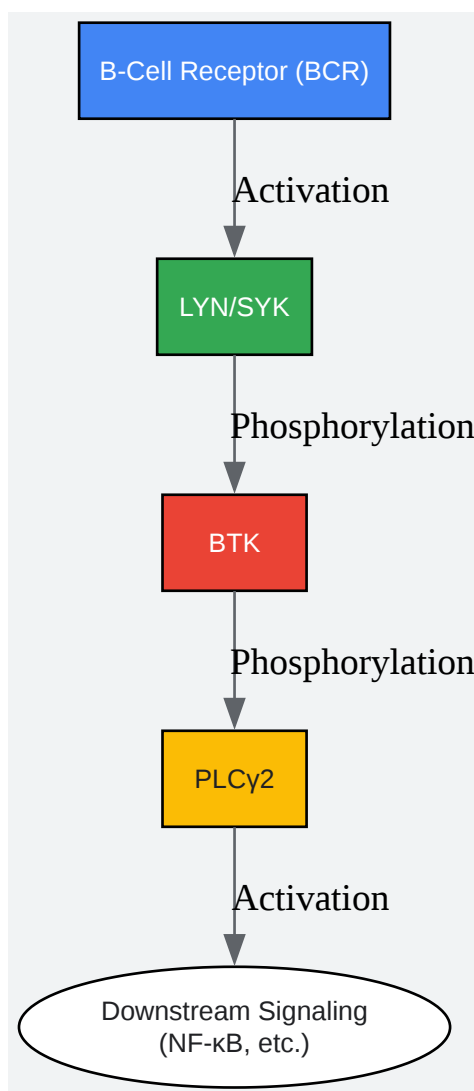 B-Cell Receptor (BCR)
Activation
LYN/SYK
Phosphorylation
BTK
Phosphorylation
PLCγ2
Activation
Downstream Signaling
(NF-κB, etc.)